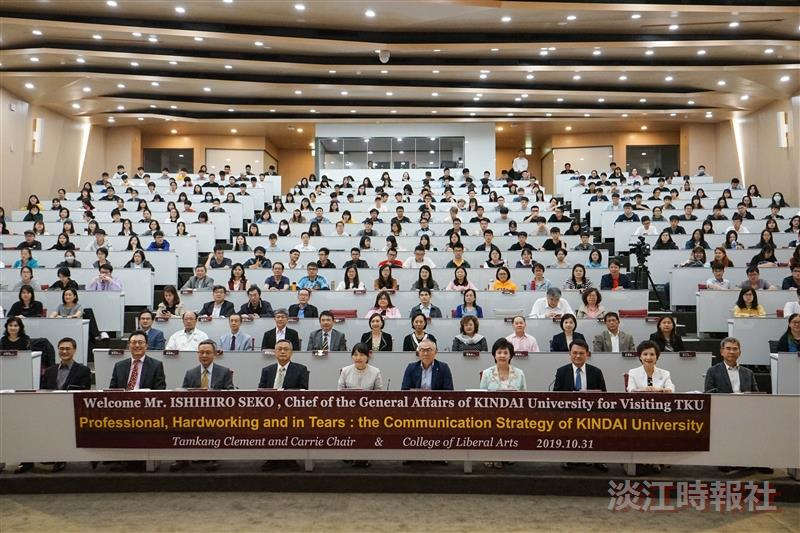 Welcome Mr. ISHIHIRO SEKO , Chief of the General Affairs of KINDAI University for Visiting TKU
Professional, Hardworking and in Tears : the Communication Strategy of KINDAI University
Tamkang Clement and Carrie Chair & College of Liberal Arts 2019.10.31
淡江時報社